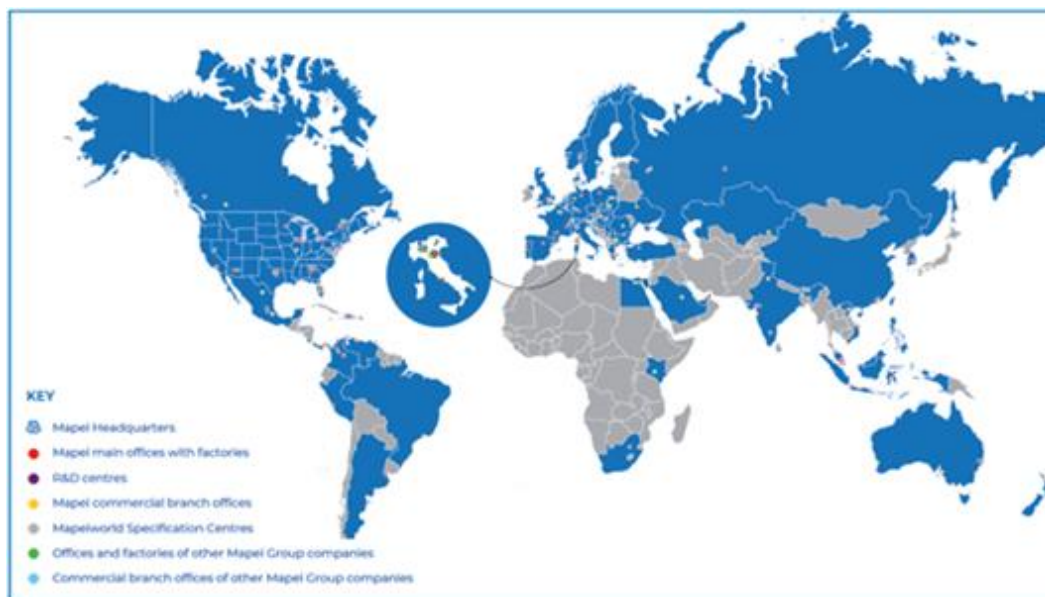 KEY
Mapei Headquarters
Mapei main offices with factories
R&D centres
Mapei commercial branch offices
Mapeiworld Specification Centres
Offices and factories of other Mapei Group companies
Commercial branch offices of other Mapei Group companies